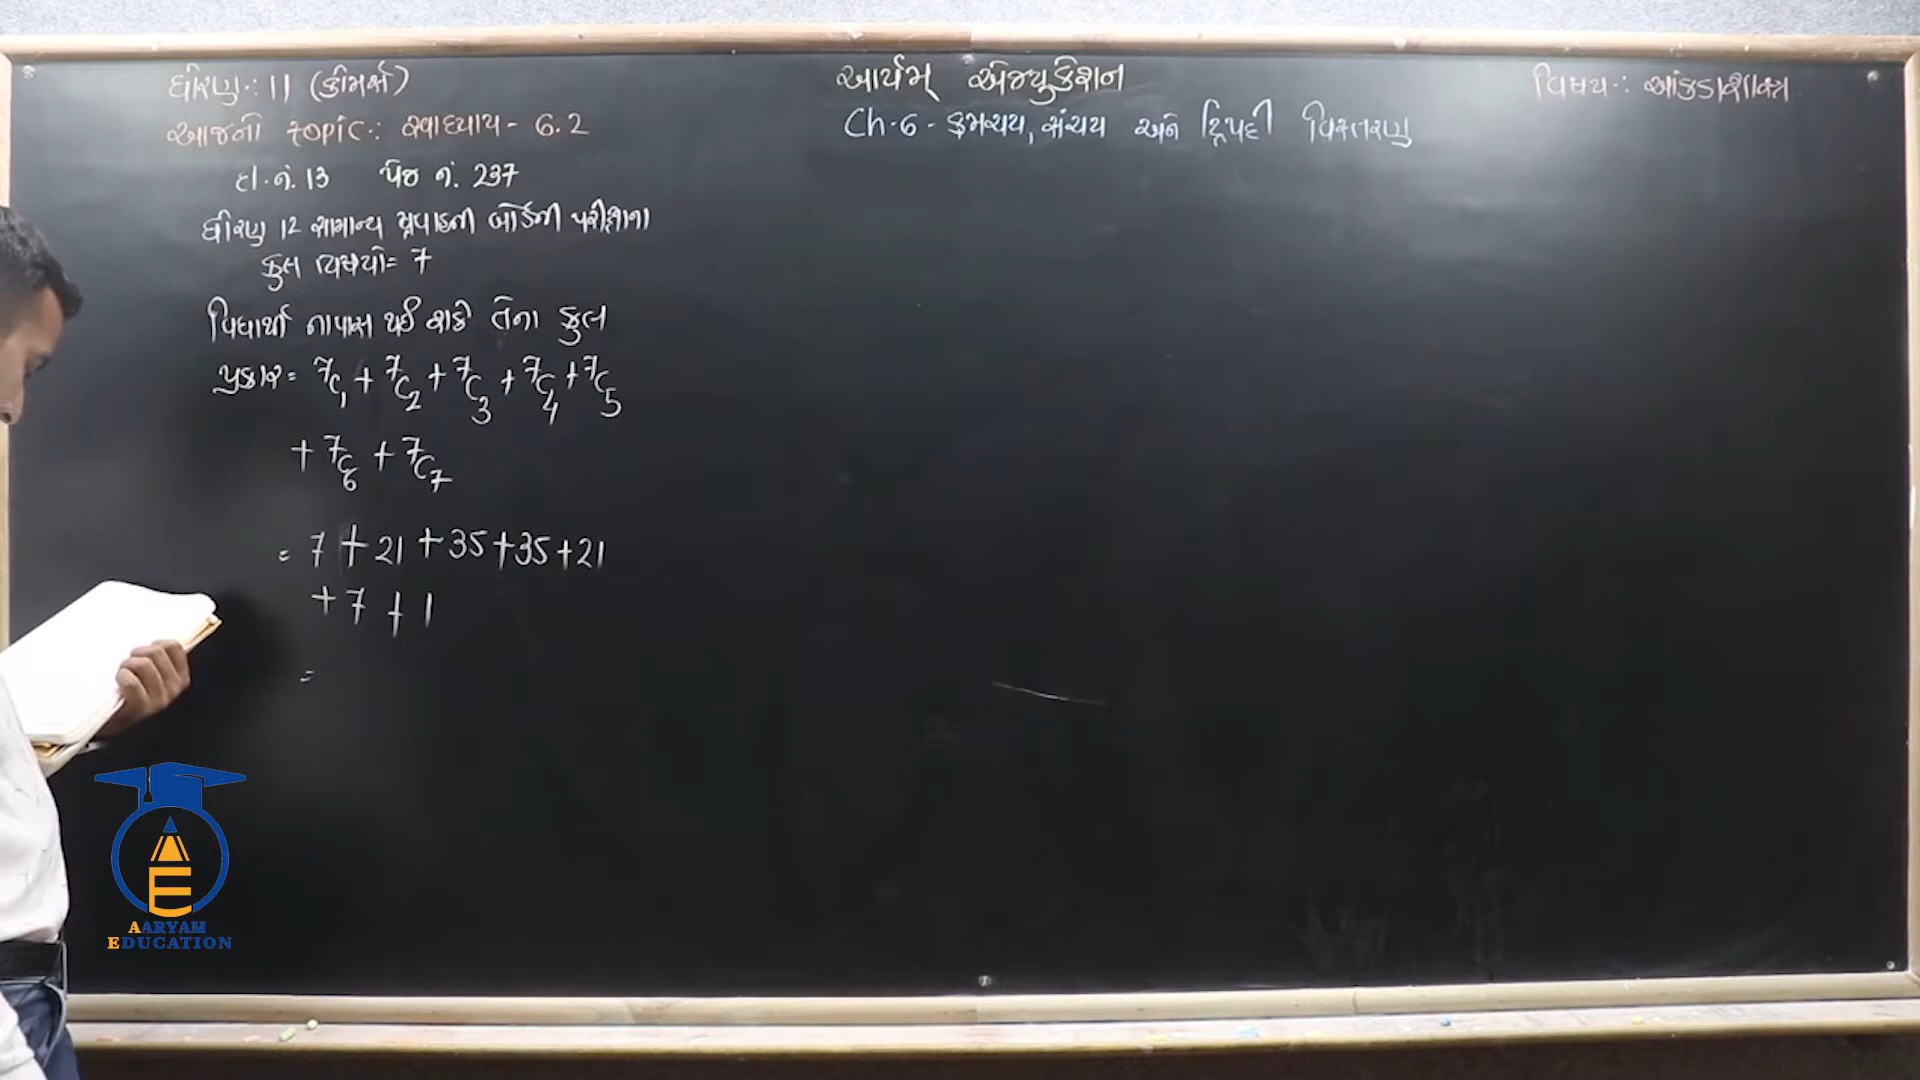 ધોરણ : 11 (કોમર્સ)
આર્યમ્ એજ્યુકેશન
વિષય : આંકડાશાસ્ત્ર
આજનો Topic : સ્વાધ્યાય - 6.2
Ch-6 - ક્રમચય, સંચય અને દ્વિપદી વિસ્તરણ
દા.નં. 13 પેજ નં. 237
ધોરણ 12 સામાન્ય પ્રવાહની બોર્ડની પરીક્ષાના
કુલ વિષયો = 7
વિદ્યાર્થી નાપાસ થઈ શકે તેના કુલ
પ્રકાર = ⁷C₁ + ⁷C₂ + ⁷C₃ + ⁷C₄ + ⁷C₅
+ ⁷C₆ + ⁷C₇
= 7 + 21 + 35 + 35 + 21
+ 7 + 1
=
AARYAM
EDUCATION